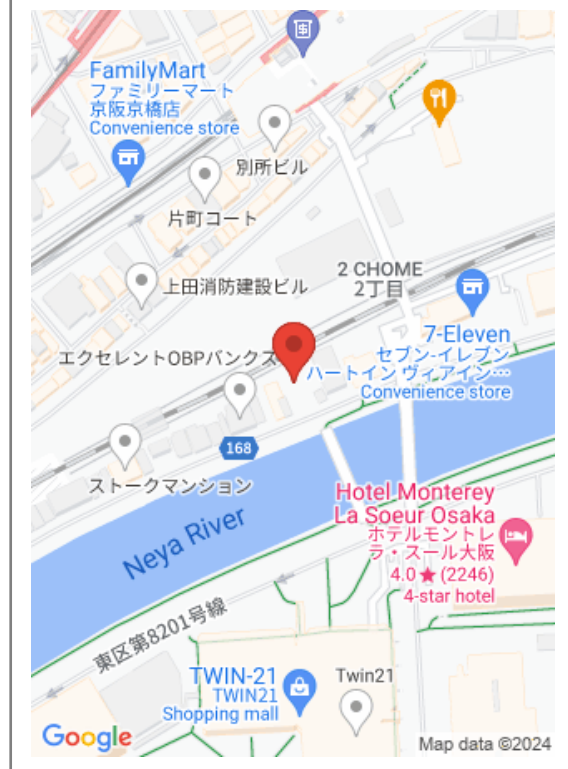 FamilyMart
ファミリーマート
京阪京橋店
Convenience store
別所ビル
片町コート
2 CHOME
2丁目
上田消防建設ビル
7-Eleven
セブン-イレブン
ハートイン ヴィアイン…
Convenience store
エクセレントOBPバンクス
168
ストークマンション
Neya River
Hotel Monterey
La Soeur Osaka
ホテルモントレ
ラ・スール大阪
4.0★(2246)
4-star hotel
東区第8201号線
TWIN-21
TWIN21
Shopping mall
Twin21
Google
Map data ©2024